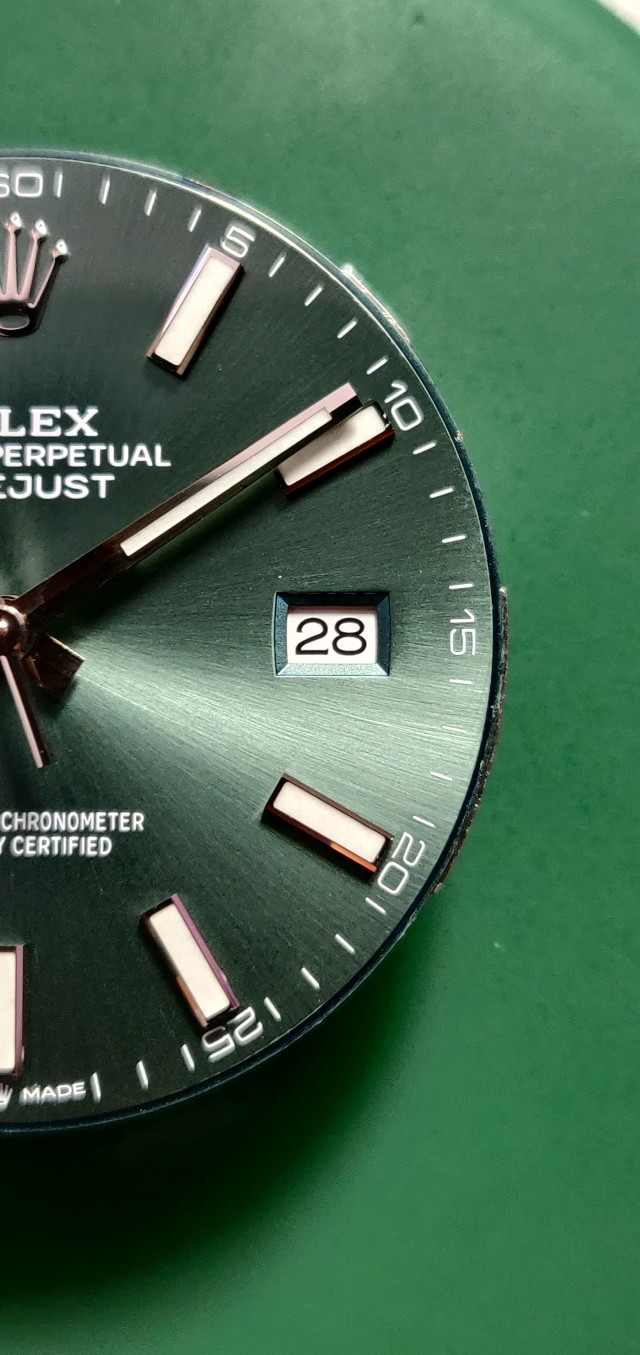 60
5
10
LEX
PERPETUAL
EJUST
28
15
CHRONOMETER
Y CERTIFIED
20
25
MADE